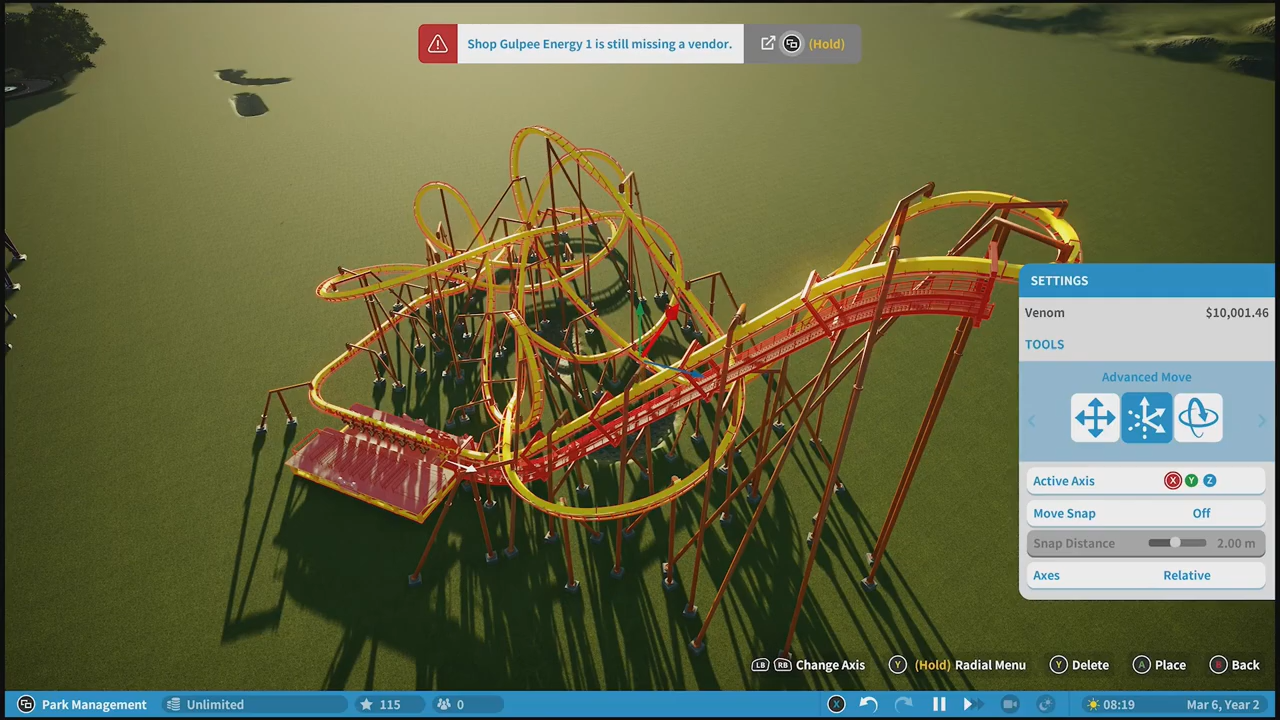 Shop Gulpee Energy 1 is still missing a vendor.
(Hold)
SETTINGS
Venom $10,001.46
TOOLS
Advanced Move
Active Axis X Y Z
Move Snap Off
Snap Distance 2.00 m
Axes Relative
LB RB Change Axis Y (Hold) Radial Menu Y Delete A Place B Back
Park Management Unlimited 115 0 X 08:19 Mar 6, Year 2